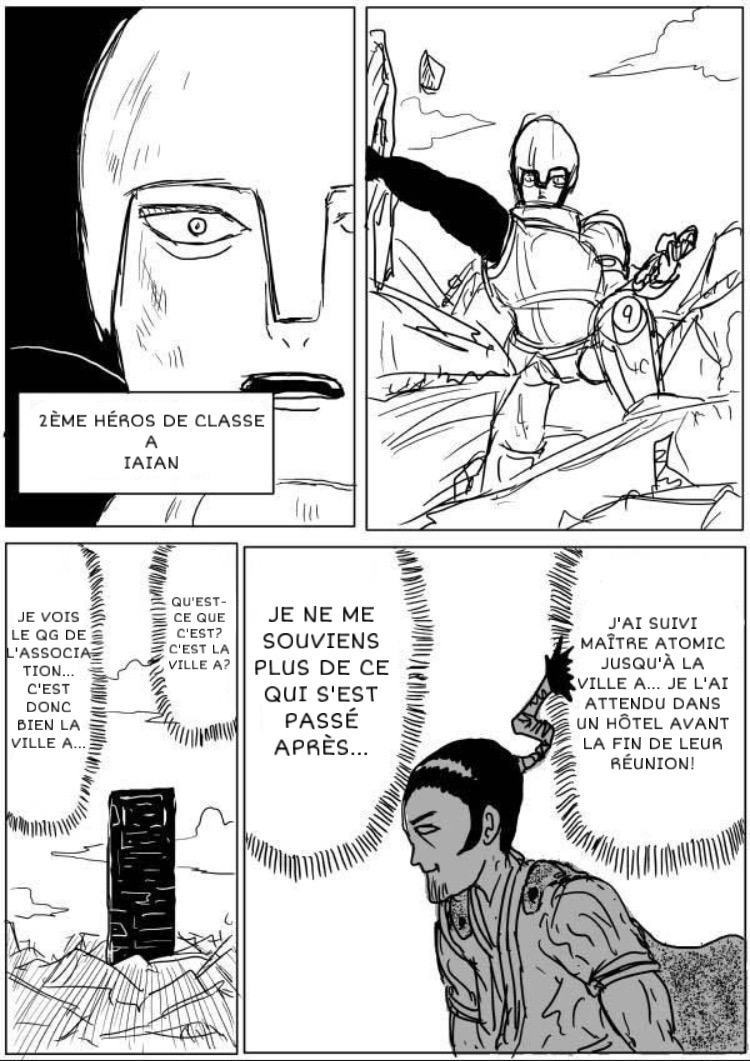 2ÈME HÉROS DE CLASSE
A
IAIAN
9
QU'EST-
CE QUE
C'EST?
C'EST LA
VILLE A?
JE VOIS
LE QG DE
L'ASSOCIA
TION...
C'EST
DONC
BIEN LA
VILLE A...
J'AI SUIVI
MAÎTRE ATOMIC
JUSQU'À LA
VILLE A... JE L'AI
ATTENDU DANS
UN HÔTEL AVANT
LA FIN DE LEUR
RÉUNION!
JE NE ME
SOUVIENS
PLUS DE CE
QUI S'EST
PASSÉ
APRÈS...